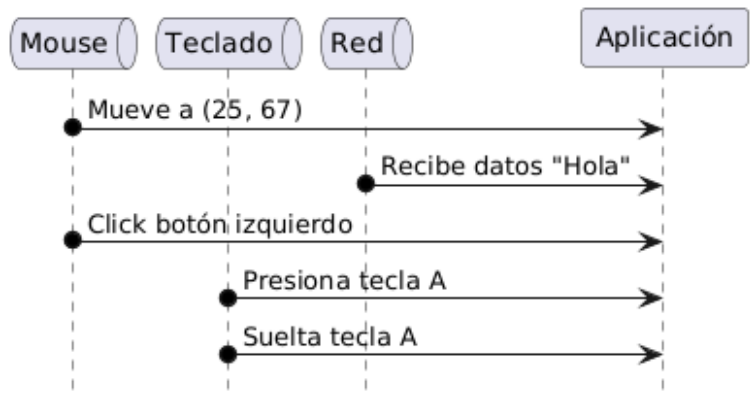 Mouse
Teclado
Red
Aplicación
Mueve a (25, 67)
Recibe datos "Hola"
Click botón izquierdo
Presiona tecla A
Suelta tecla A